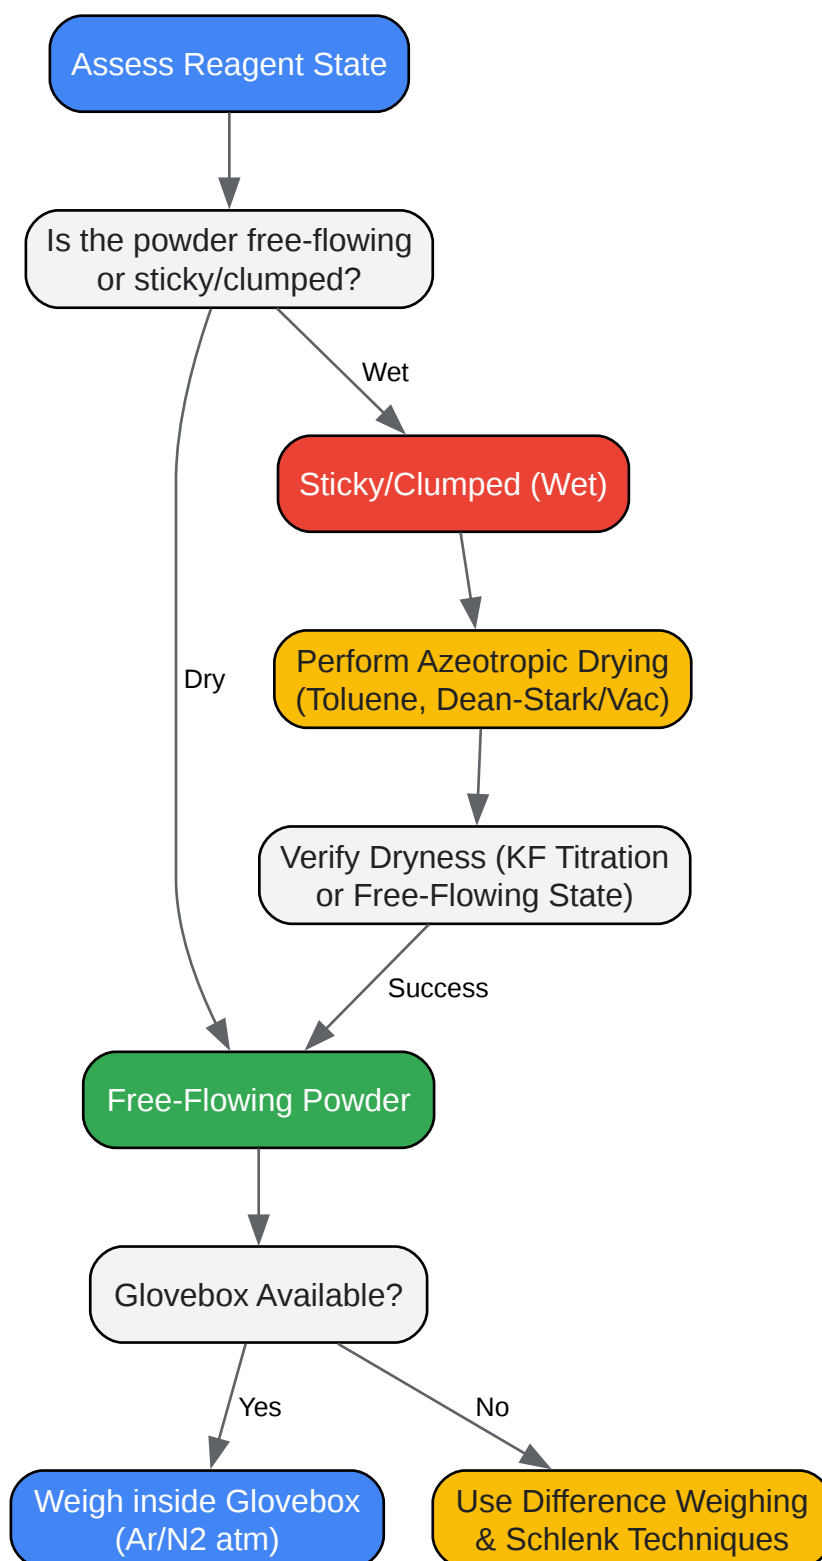 Assess Reagent State
Is the powder free-flowing
or sticky/clumped?
Wet
Sticky/Clumped (Wet)
Dry
Perform Azeotropic Drying
(Toluene, Dean-Stark/Vac)
Verify Dryness (KF Titration
or Free-Flowing State)
Success
Free-Flowing Powder
Glovebox Available?
Yes
No
Weigh inside Glovebox
(Ar/N2 atm)
Use Difference Weighing
& Schlenk Techniques